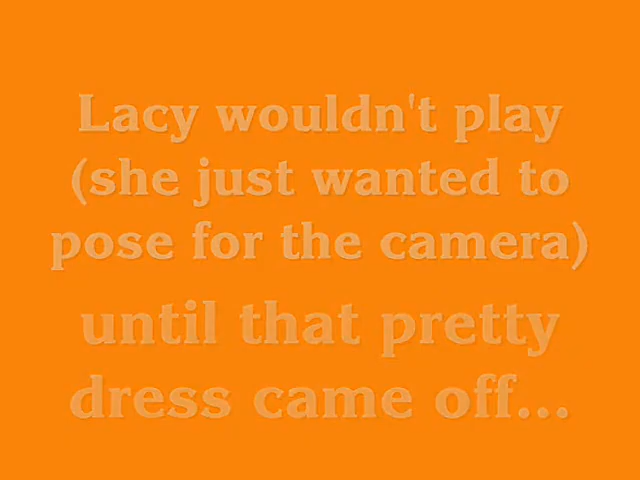 Lacy wouldn't play
(she just wanted to
pose for the camera)
until that pretty
dress came off...